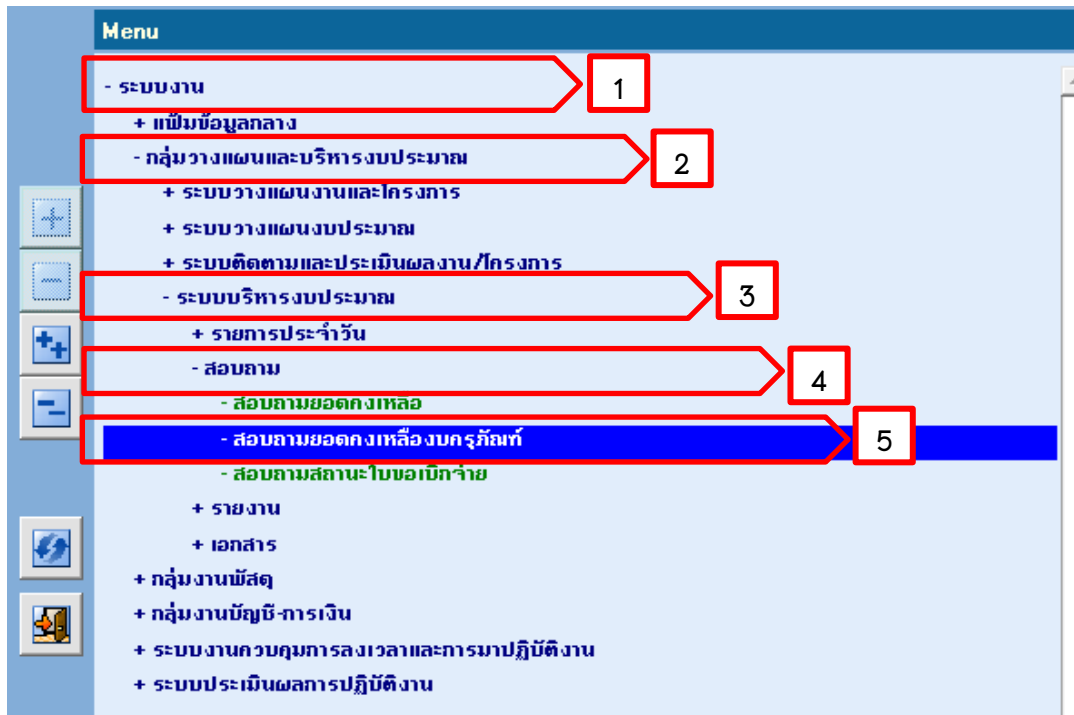 Menu
- ระบบงาน
1
+ แฟ้มข้อมูลกลาง
- กลุ่มวางแผนและบริหารงบประมาณ
2
+ ระบบวางแผนงานและโครงการ
+ ระบบวางแผนงบประมาณ
+ ระบบติดตามและประเมินผลงาน/โครงการ
- ระบบบริหารงบประมาณ
3
+ รายการประจำวัน
- สอบถาม
4
- สอบถามยอดคงเหลือ
- สอบถามยอดคงเหลืองบครุภัณฑ์
5
- สอบถามสถานะใบขอเบิกจ่าย
+ รายงาน
+ เอกสาร
+ กลุ่มงานพัสดุ
+ กลุ่มงานบัญชี-การเงิน
+ ระบบงานควบคุมการลงเวลาและการมาปฏิบัติงาน
+ ระบบประเมินผลการปฏิบัติงาน